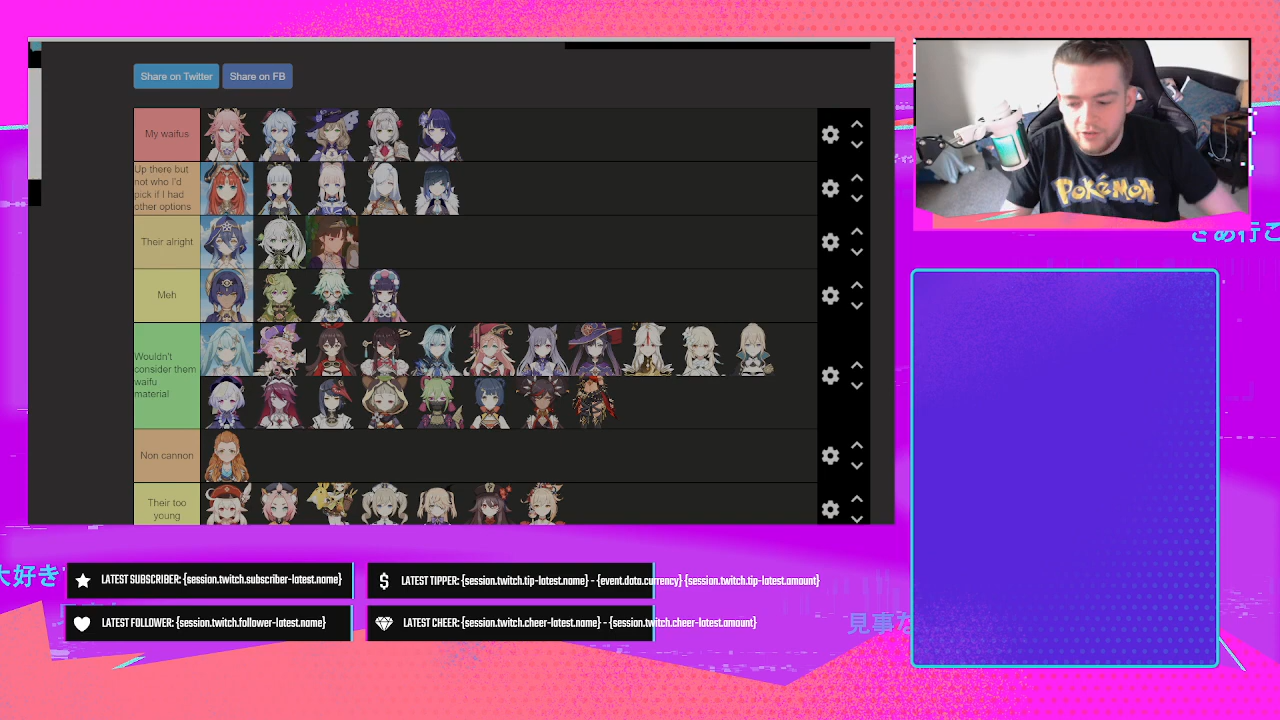 Share on Twitter
Share on FB
My waifus
Up there but
not who I'd
pick if I had
other options
Their alright
Meh
Wouldn't
consider them
waifu
material
Non cannon
Their too
young
POKéMON
大好き
見事な
LATEST SUBSCRIBER: {session.twitch.subscriber-latest.name}
LATEST TIPPER: {session.twitch.tip-latest.name} - {event.data.currency} {session.twitch.tip-latest.amount}
LATEST FOLLOWER: {session.twitch.follower-latest.name}
LATEST CHEER: {session.twitch.cheer-latest.name} - {session.twitch.cheer-latest.amount}